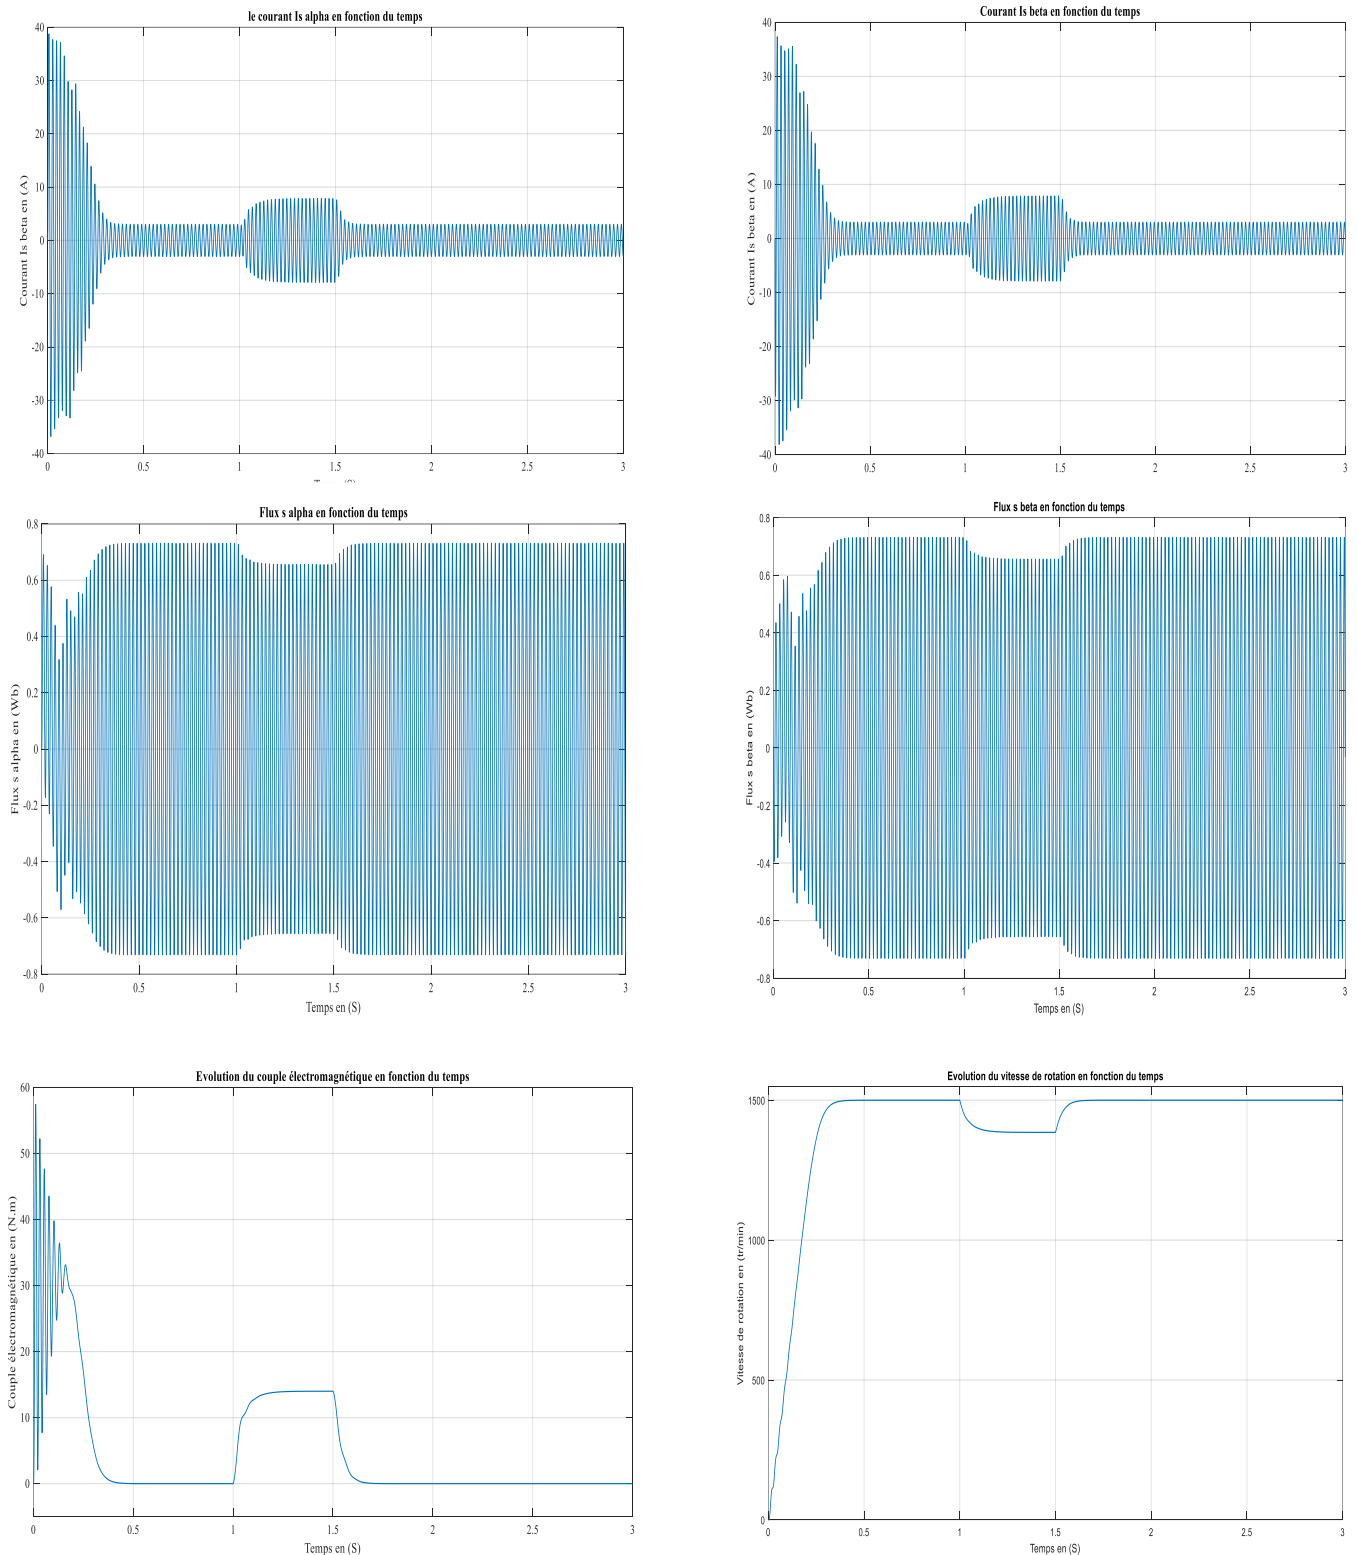 le courant Is alpha en fonction du temps
40
30
20
10
0
-10
-20
-30
-40
Courant Is beta en (A)
0 0.5 1 1.5 2 2.5 3
Courant Is beta en fonction du temps
40
30
20
10
0
-10
-20
-30
-40
Courant Is beta en (A)
0 0.5 1 1.5 2 2.5 3
Flux s alpha en fonction du temps
0.8
0.6
0.4
0.2
0
-0.2
-0.4
-0.6
-0.8
Flux s alpha en (Wb)
0 0.5 1 1.5 2 2.5 3
Temps en (S)
Flux s beta en fonction du temps
0.8
0.6
0.4
0.2
0
-0.2
-0.4
-0.6
-0.8
Flux s beta en (Wb)
0 0.5 1 1.5 2 2.5 3
Temps en (S)
Evolution du couple électromagnétique en fonction du temps
60
50
40
30
20
10
0
Couple électromagnétique en (N.m)
0 0.5 1 1.5 2 2.5 3
Temps en (S)
Evolution du vitesse de rotation en fonction du temps
1500
1000
500
0
Vitesse de rotation en (tr/min)
0 0.5 1 1.5 2 2.5 3
Temps en (S)